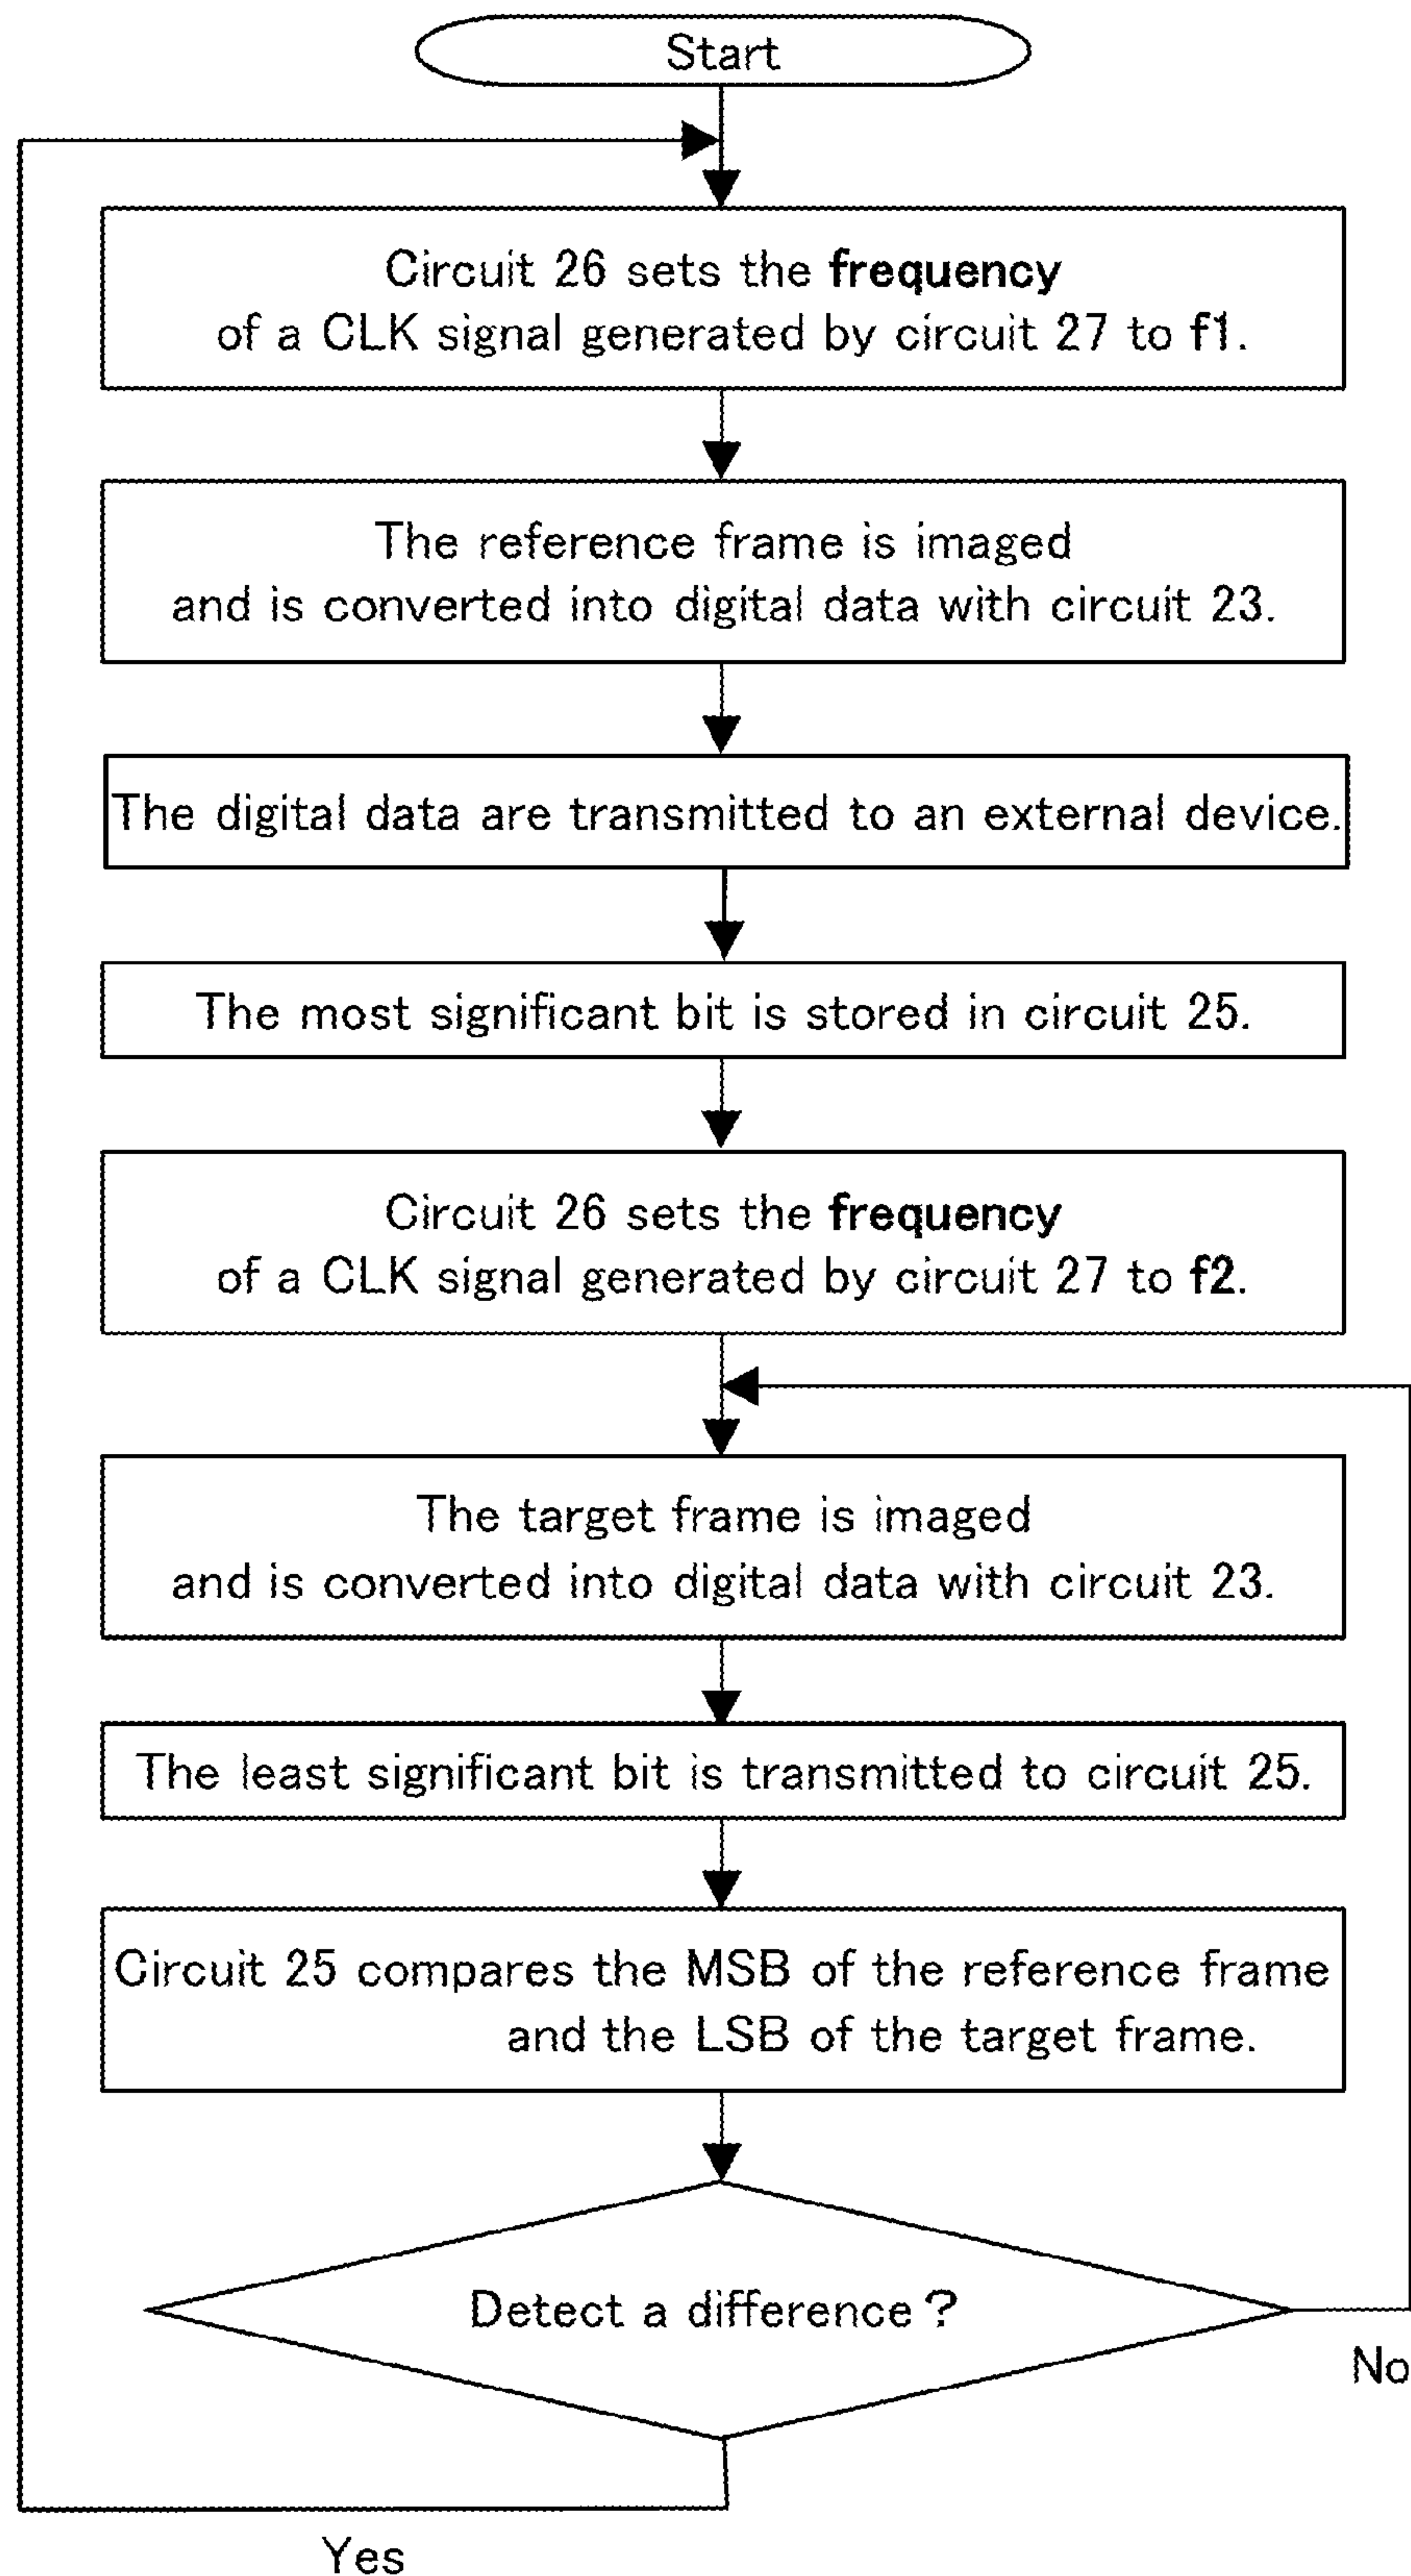 Start
Circuit 26 sets the frequency
of a CLK signal generated by circuit 27 to f1.
The reference frame is imaged
and is converted into digital data with circuit 23.
The digital data are transmitted to an external device.
The most significant bit is stored in circuit 25.
Circuit 26 sets the frequency
of a CLK signal generated by circuit 27 to f2.
The target frame is imaged
and is converted into digital data with circuit 23.
The least significant bit is transmitted to circuit 25.
Circuit 25 compares the MSB of the reference frame
and the LSB of the target frame.
Detect a difference?
No
Yes